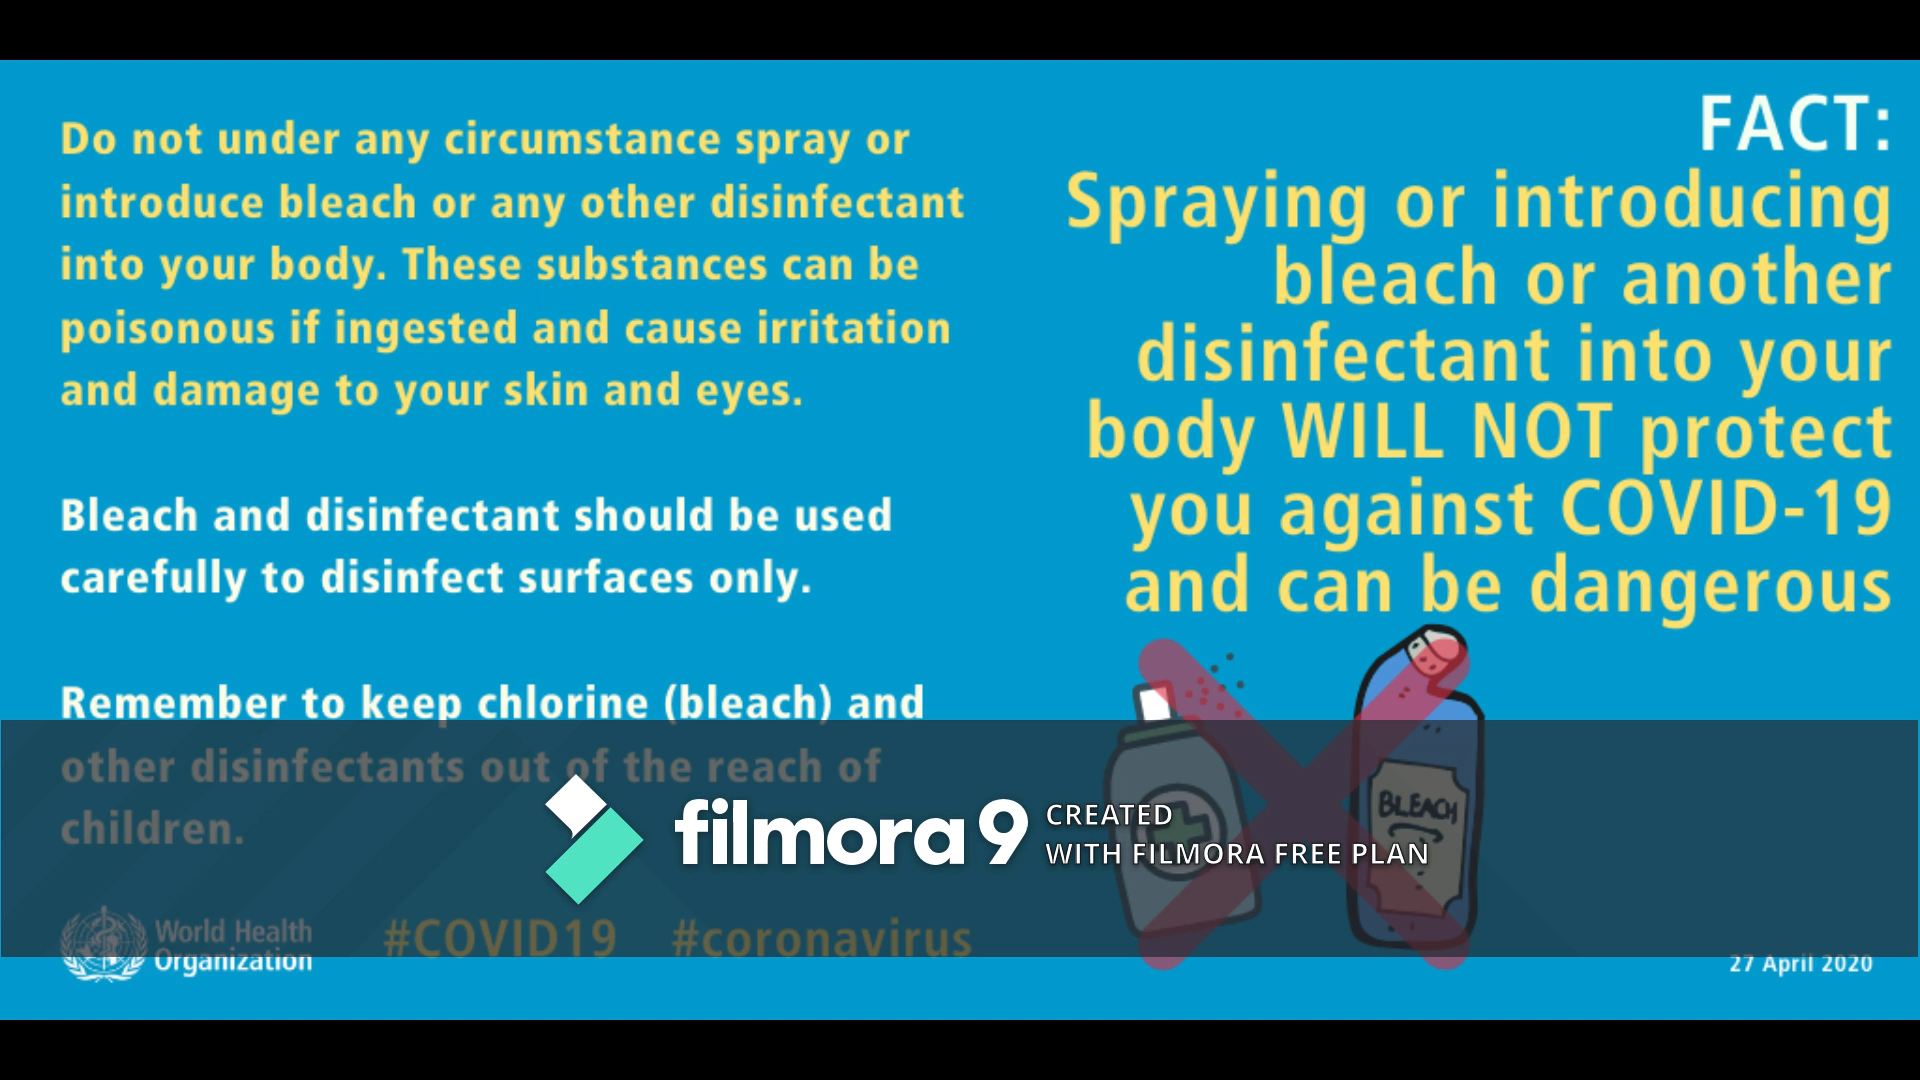 Do not under any circumstance spray or
introduce bleach or any other disinfectant
into your body. These substances can be
poisonous if ingested and cause irritation
and damage to your skin and eyes.
Bleach and disinfectant should be used
carefully to disinfect surfaces only.
Remember to keep chlorine (bleach) and
other disinfectants out of the reach of
children.
FACT:
Spraying or introducing
bleach or another
disinfectant into your
body WILL NOT protect
you against COVID-19
and can be dangerous
BLEACH
filmora9
CREATED
WITH FILMORA FREE PLAN
World Health
Organization
#COVID19 #coronavirus
27 April 2020